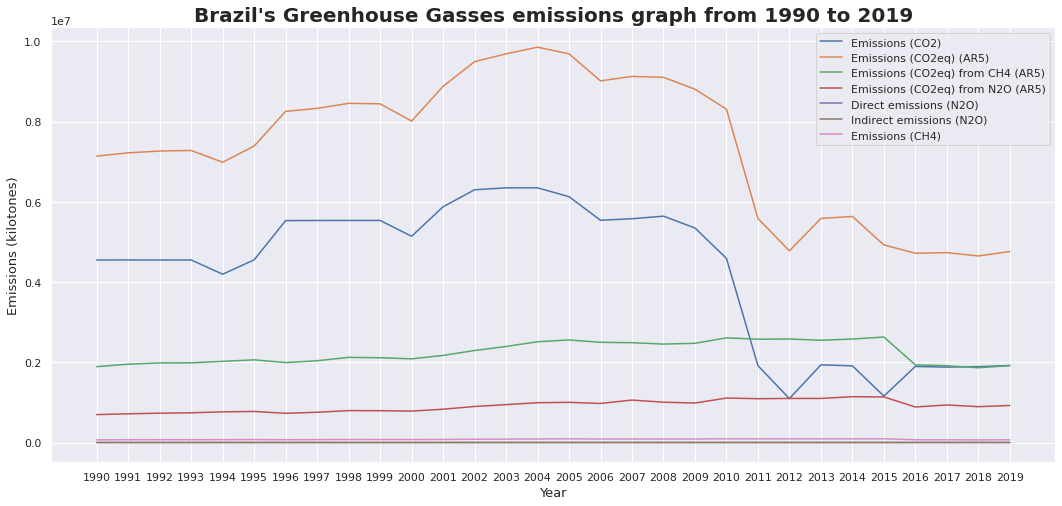 Brazil's Greenhouse Gasses emissions graph from 1990 to 2019
1e7
1.0
0.8
0.6
0.4
0.2
0.0
Emissions (kilotones)
Emissions (CO2)
Emissions (CO2eq) (AR5)
Emissions (CO2eq) from CH4 (AR5)
Emissions (CO2eq) from N2O (AR5)
Direct emissions (N2O)
Indirect emissions (N2O)
Emissions (CH4)
1990 1991 1992 1993 1994 1995 1996 1997 1998 1999 2000 2001 2002 2003 2004 2005 2006 2007 2008 2009 2010 2011 2012 2013 2014 2015 2016 2017 2018 2019
Year